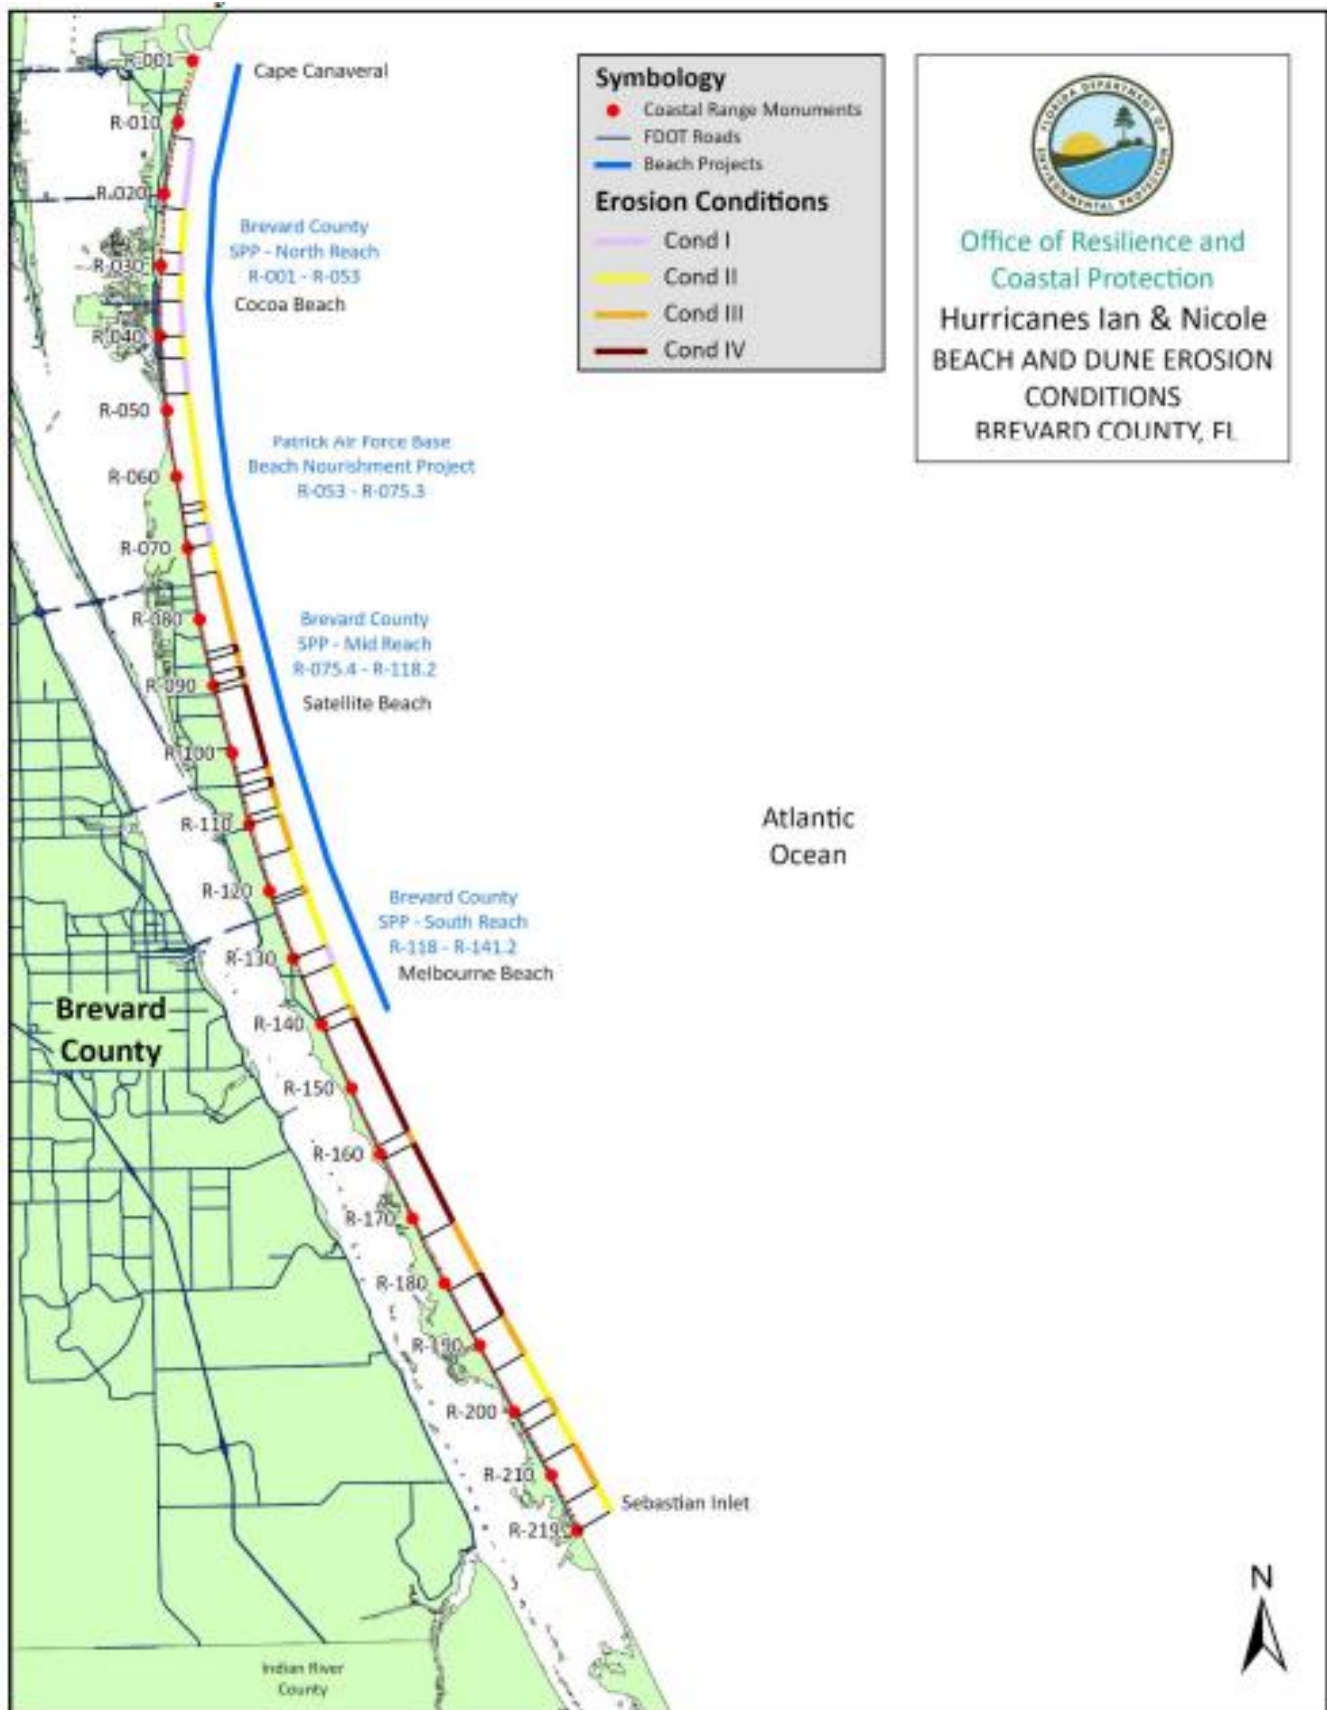 R-001
Cape Canaveral
R-010
R-020
Brevard County
SPP - North Reach
R-001 - R-053
R-030
Cocoa Beach
R-040
R-050
Patrick Air Force Base
Beach Nourishment Project
R-053 - R-075.3
R-060
R-070
Brevard County
SPP - Mid Reach
R-075.4 - R-118.2
R-080
R-090
Satellite Beach
R-100
R-110
R-120
Brevard County
SPP - South Reach
R-118 - R-141.2
R-130
Melbourne Beach
Brevard
County
R-140
R-150
R-160
R-170
R-180
R-190
R-200
R-210
Sebastian Inlet
R-219
Indian River
County
Atlantic
Ocean
Symbology
Coastal Range Monuments
FDOT Roads
Beach Projects
Erosion Conditions
Cond I
Cond II
Cond III
Cond IV
FLORIDA DEPARTMENT OF
ENVIRONMENTAL PROTECTION
Office of Resilience and
Coastal Protection
Hurricanes Ian & Nicole
BEACH AND DUNE EROSION
CONDITIONS
BREVARD COUNTY, FL
N